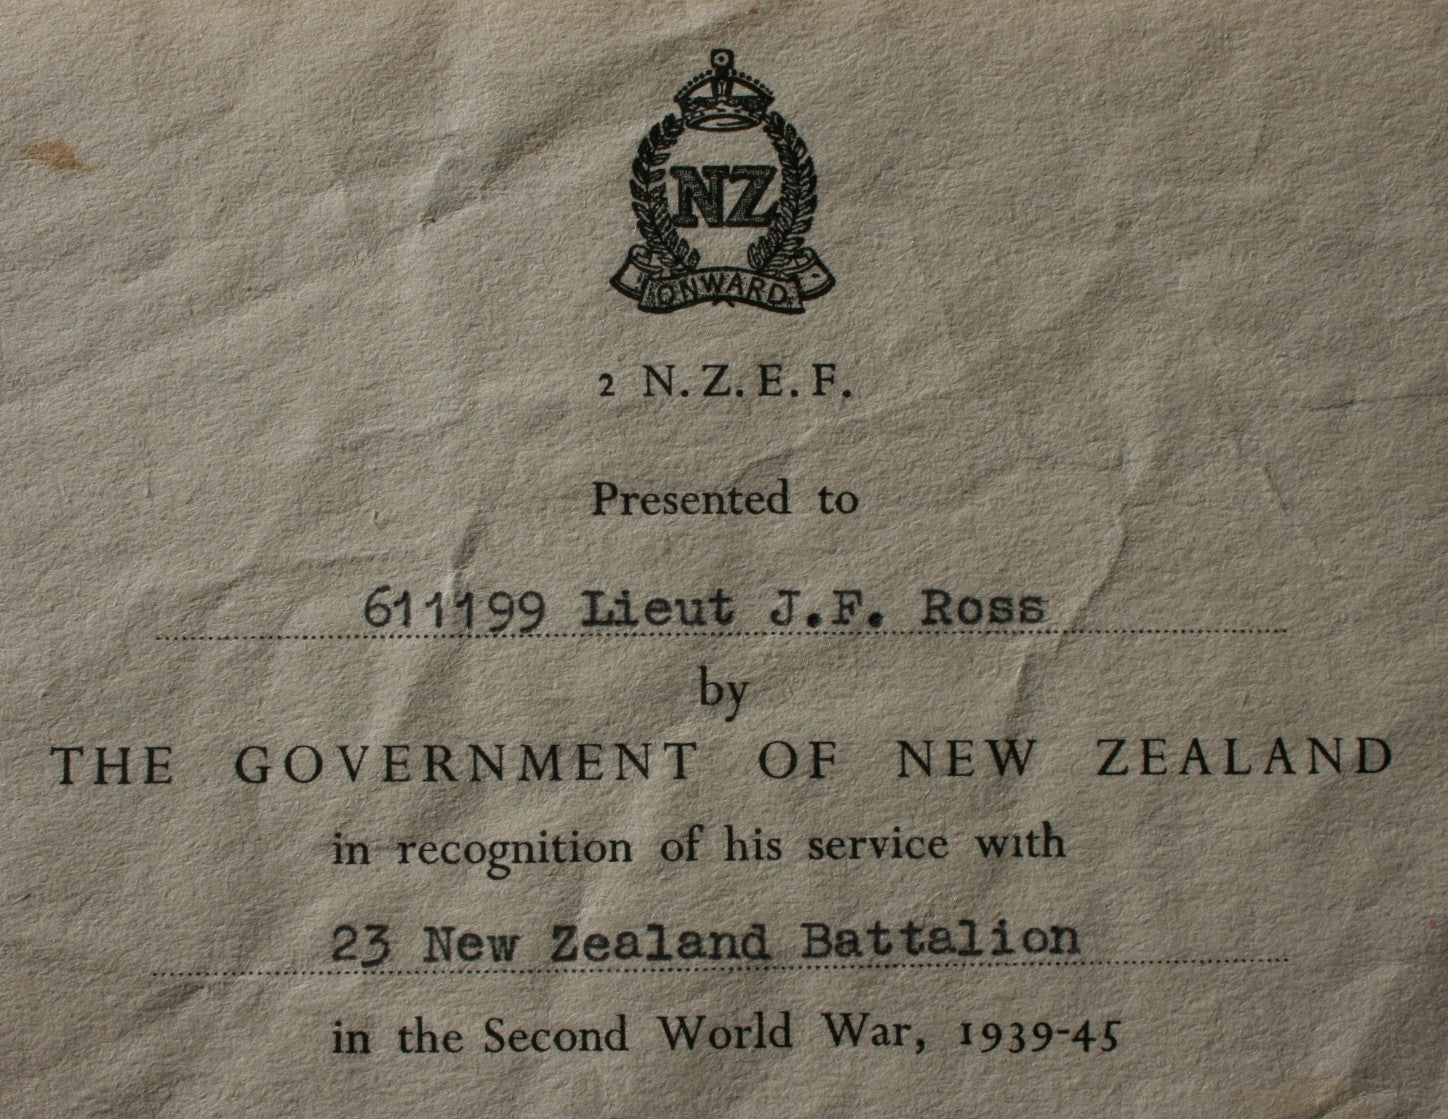 NZ
ONWARD
2 N.Z.E.F.
Presented to
611199 Lieut J.F. Ross
by
THE GOVERNMENT OF NEW ZEALAND
in recognition of his service with
23 New Zealand Battalion
in the Second World War, 1939-45